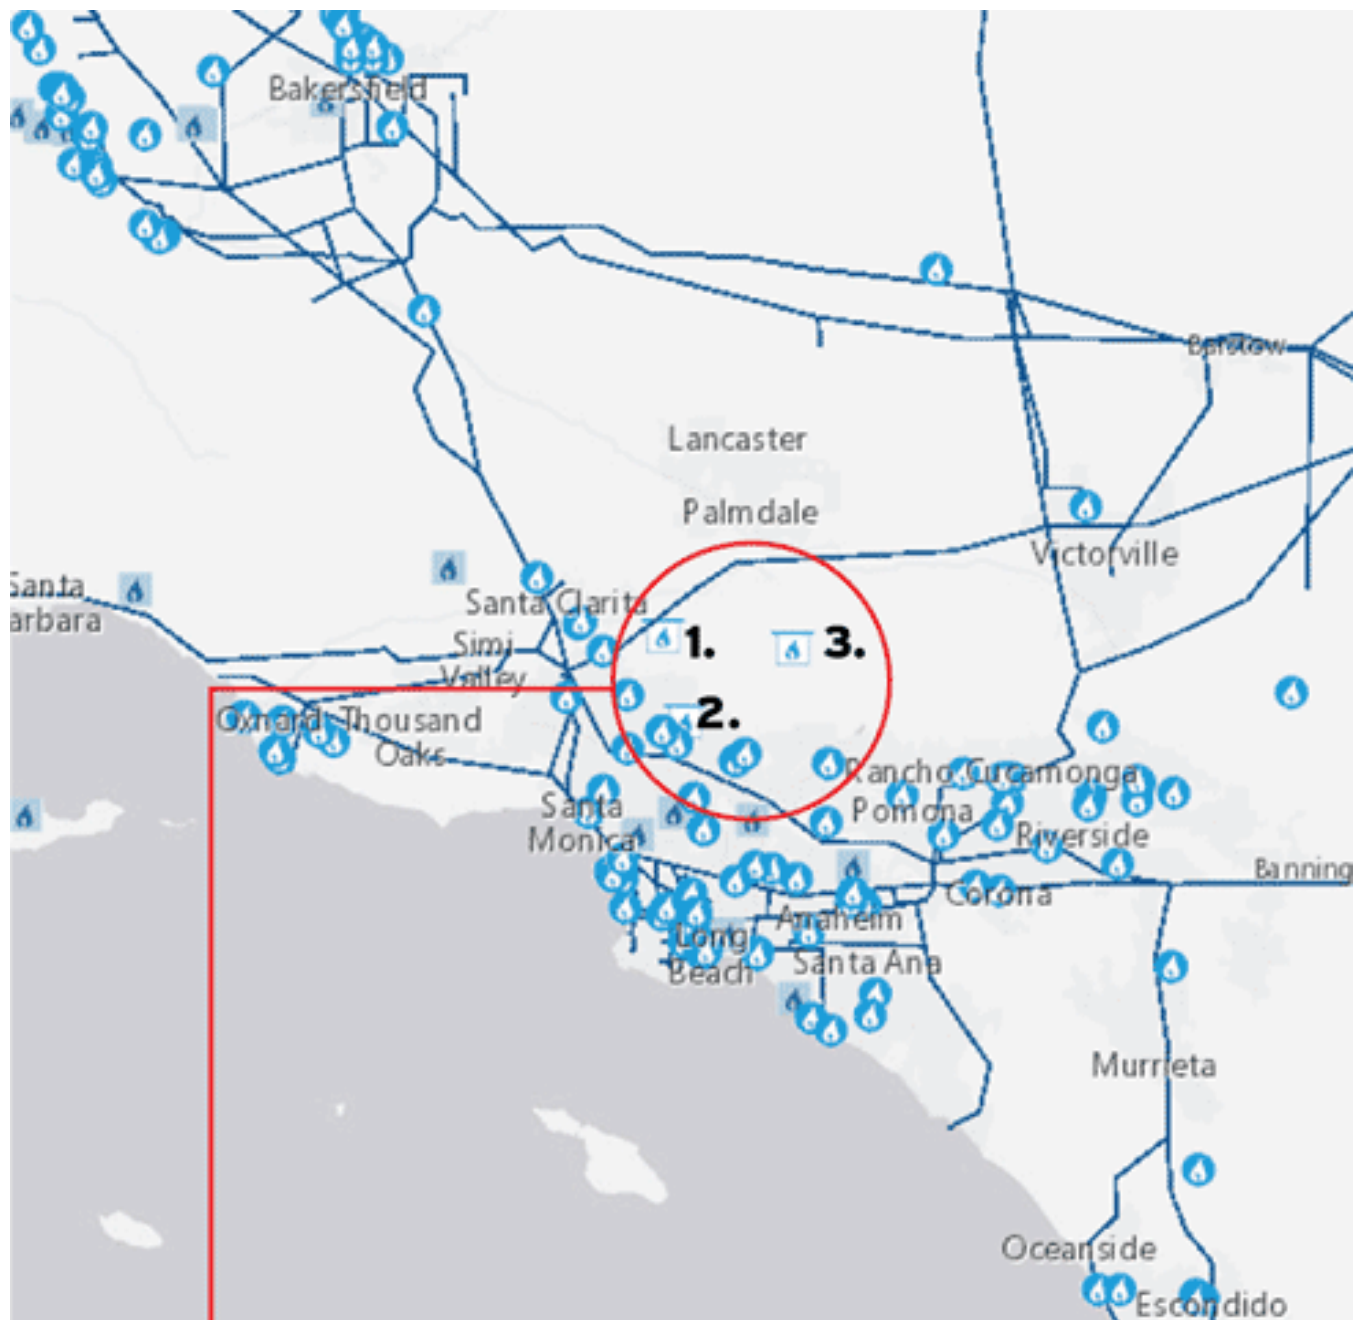 Bakersfield
Barstow
Lancaster
Palmdale
Victorville
Santa
arbara
Santa Clarita
Simi
Valley
1.
3.
2.
Oxnard Thousand
Oaks
Rancho Cucamonga
Pomona
Santa
Monica
Riverside
Banning
Corona
Anaheim
Long
Beach
Santa Ana
Murrieta
Oceanside
Escondido